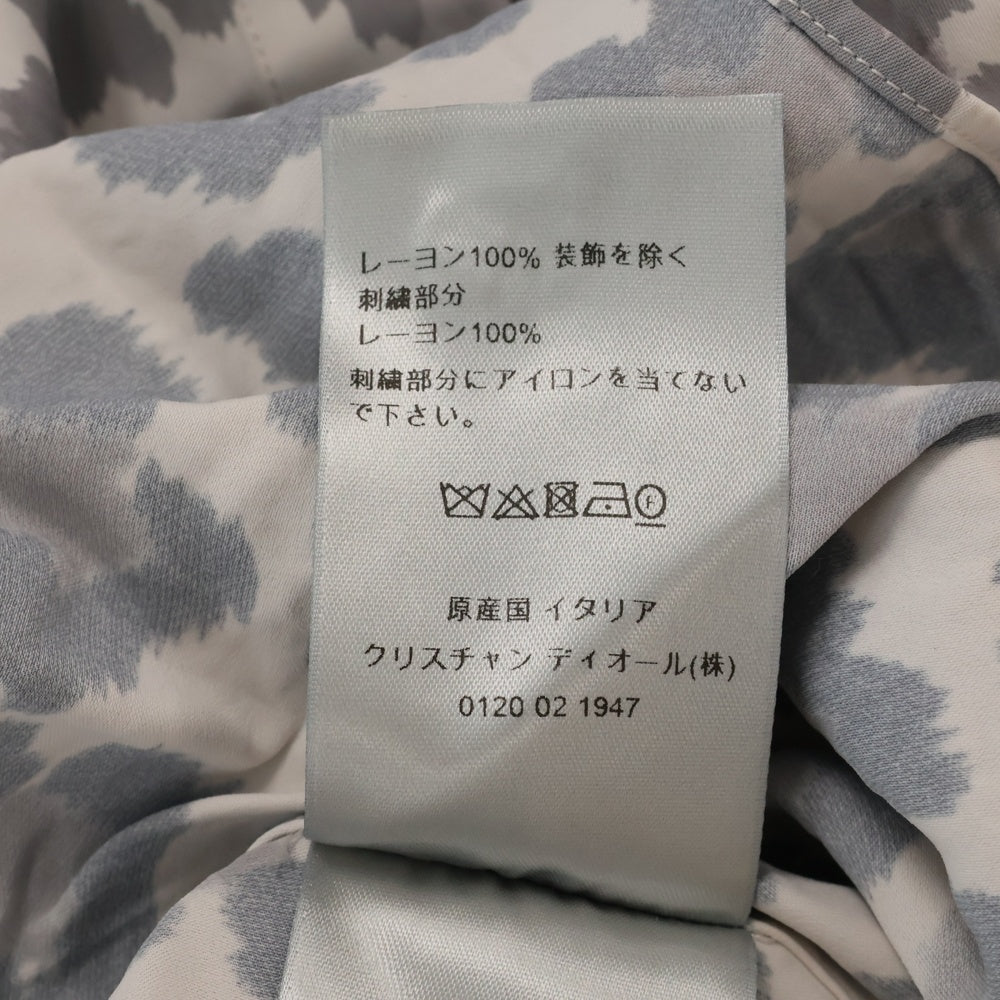 レーヨン100% 装飾を除く
刺繍部分
レーヨン100%
刺繍部分にアイロンを当てない
で下さい。
F
原産国 イタリア
クリスチャン ディオール(株)
0120 02 1947